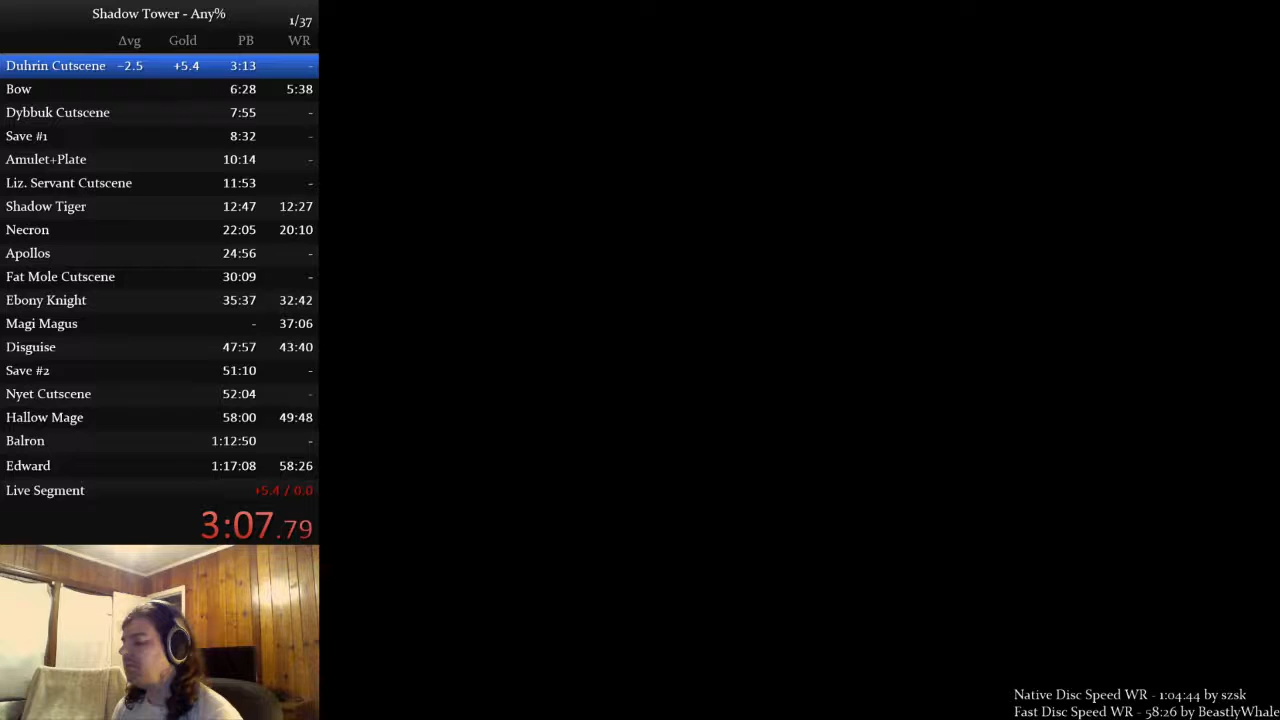 Shadow Tower - Any%
1/37
Δvg Gold PB WR
Duhrin Cutscene −2.5 +5.4 3:13 -
Bow 6:28 5:38
Dybbuk Cutscene 7:55 -
Save #1 8:32 -
Amulet+Plate 10:14 -
Liz. Servant Cutscene 11:53 -
Shadow Tiger 12:47 12:27
Necron 22:05 20:10
Apollos 24:56 -
Fat Mole Cutscene 30:09 -
Ebony Knight 35:37 32:42
Magi Magus - 37:06
Disguise 47:57 43:40
Save #2 51:10 -
Nyet Cutscene 52:04 -
Hallow Mage 58:00 49:48
Balron 1:12:50 -
Edward 1:17:08 58:26
Live Segment +5.4 / 0.0
3:07.79
Native Disc Speed WR - 1:04:44 by szsk
Fast Disc Speed WR - 58:26 by BeastlyWhale